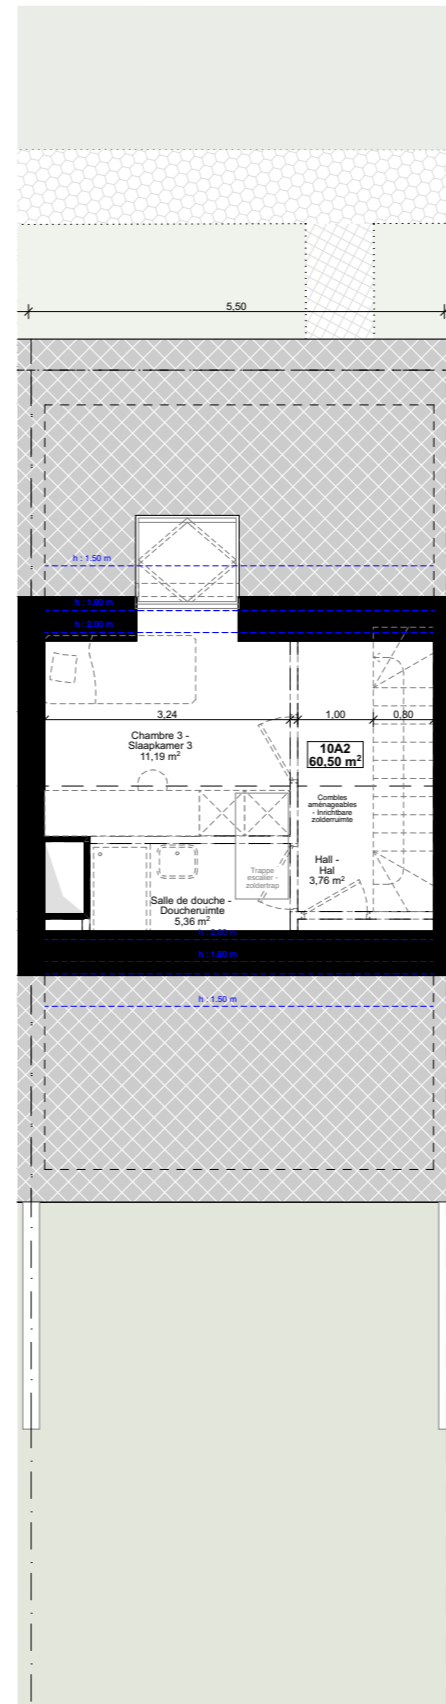 5,50
h : 1.50 m
h : 1.80 m
h : 2.00 m
3,24
1,00
0,80
Chambre 3 -
Slaapkamer 3
11,19 m²
10A2
60,50 m²
Combles
aménageables
- Inrichtbare
zolderruimte
Hall -
Hal
3,76 m²
Trappe
escalier -
zoldertrap
Salle de douche -
Doucheruimte
5,36 m²
h : 2.00 m
h : 1.80 m
h : 1.50 m